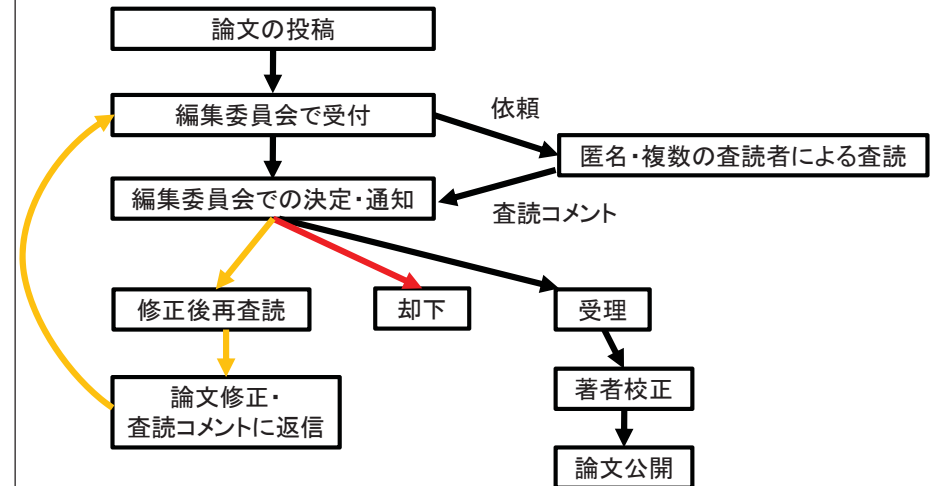 論文の投稿
編集委員会で受付
依頼
匿名・複数の査読者による査読
編集委員会での決定・通知
査読コメント
修正後再査読
却下
受理
論文修正・
査読コメントに返信
著者校正
論文公開